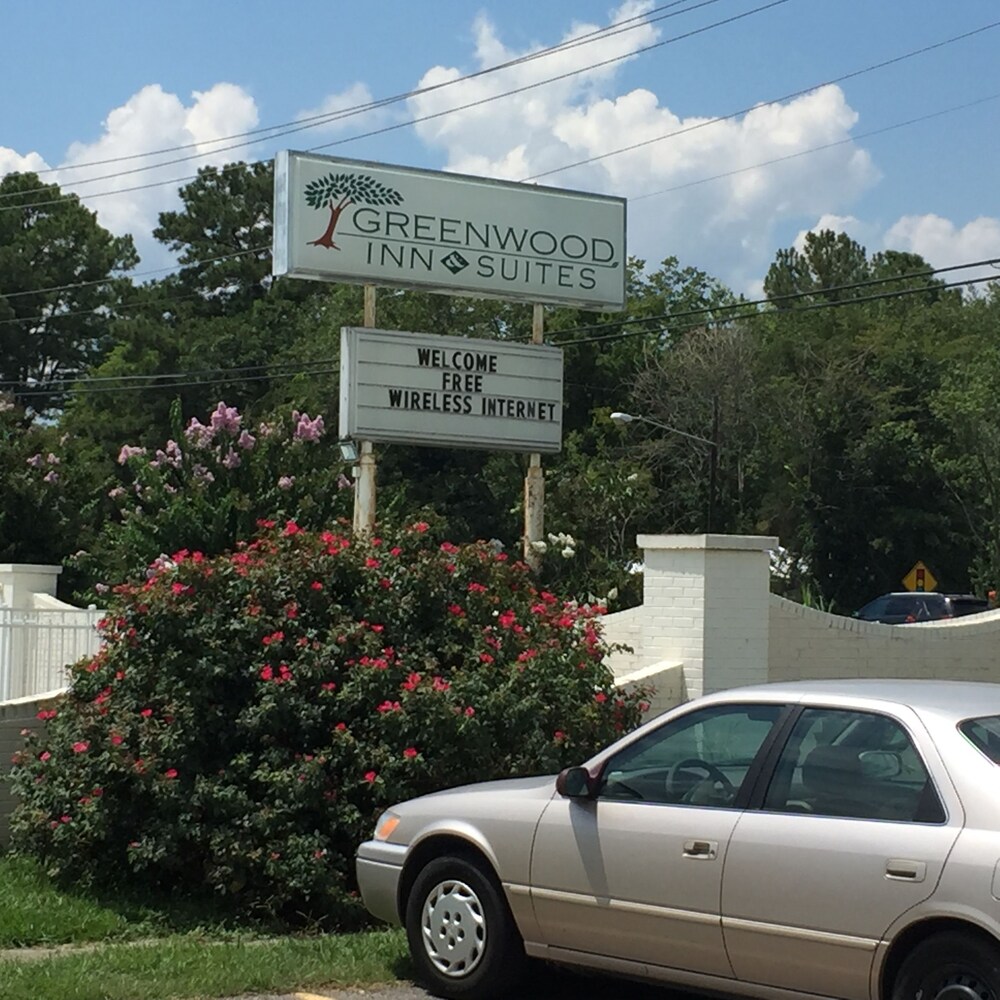 GREENWOOD
INN & SUITES
WELCOME
FREE
WIRELESS INTERNET